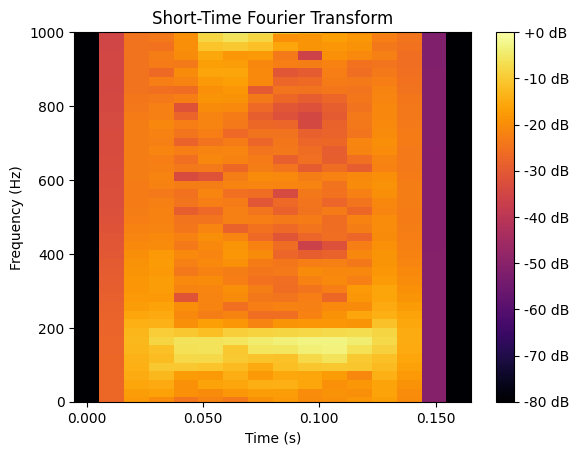 Short-Time Fourier Transform
1000
800
600
400
200
0
Frequency (Hz)
0.000
0.050
0.100
0.150
Time (s)
+0 dB
-10 dB
-20 dB
-30 dB
-40 dB
-50 dB
-60 dB
-70 dB
-80 dB